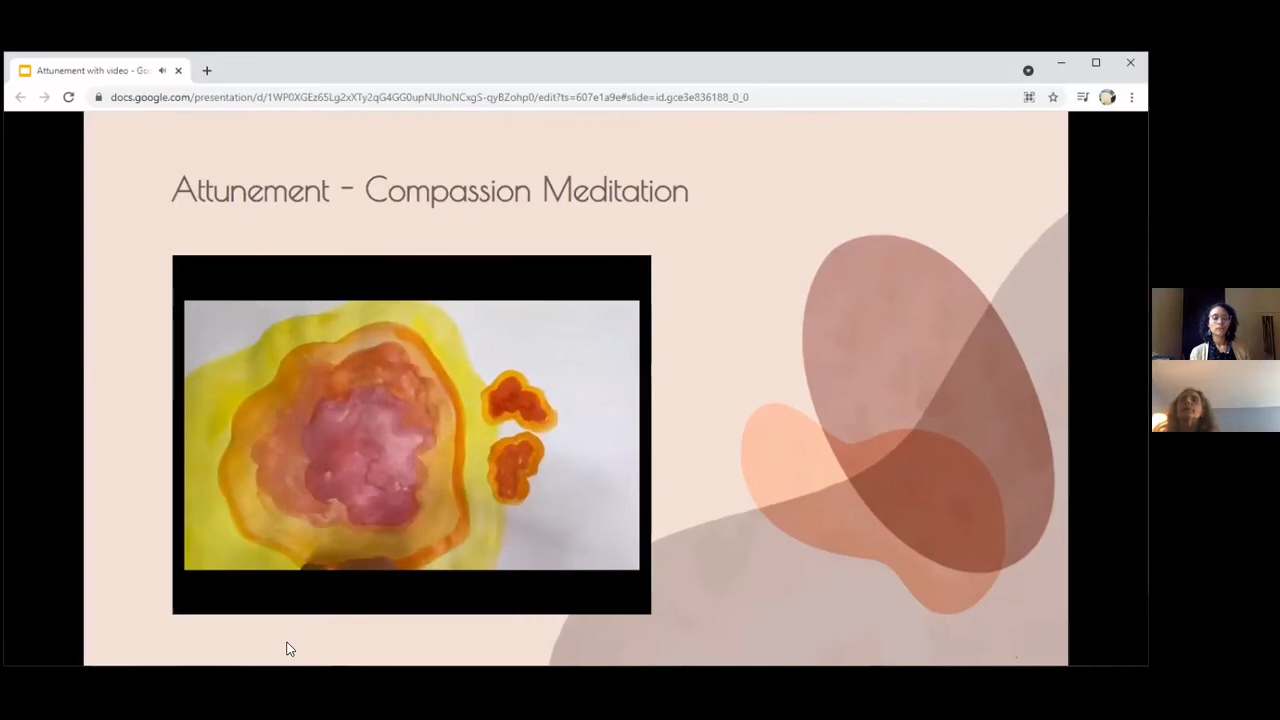 Attunement with video - Go
docs.google.com/presentation/d/1WP0XGEz65Lg2xXTy2qG4GG0upNUhoNCxgS-qyBZohp0/edit?ts=607e1a9e#slide=id.gce3e836188_0_0
Attunement - Compassion Meditation